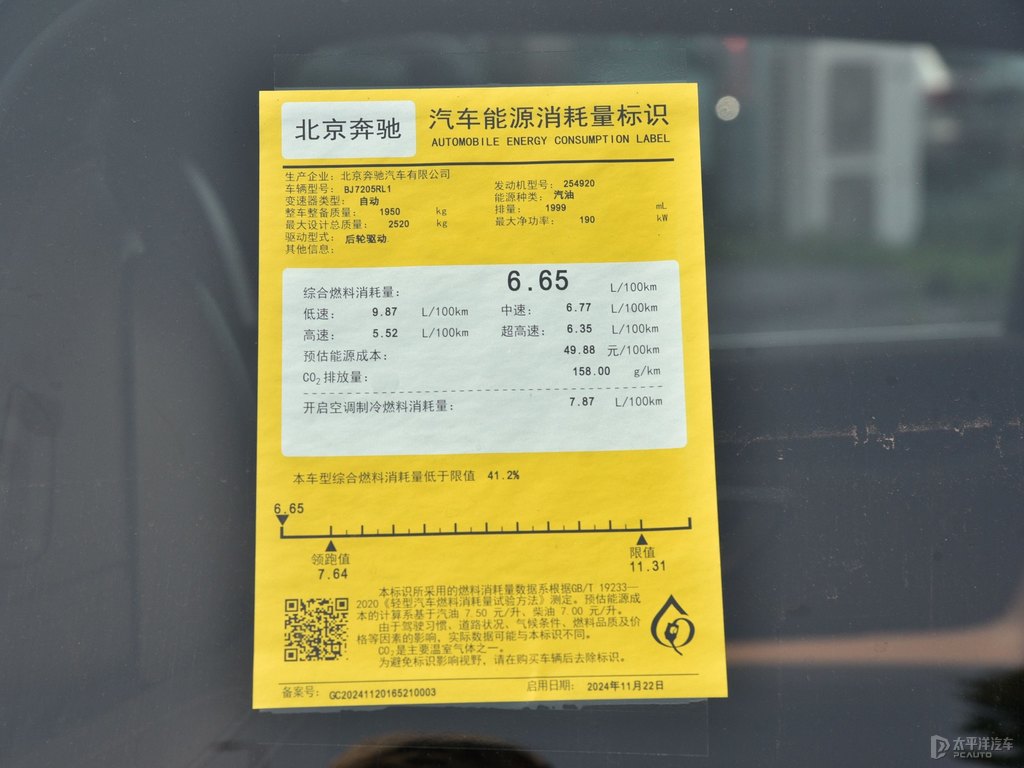 北京奔驰
汽车能源消耗量标识
AUTOMOBILE ENERGY CONSUMPTION LABEL
生产企业：北京奔驰汽车有限公司
车辆型号：BJ7205RL1 发动机型号：254920
变速器类型：自动 能源种类：汽油
整车整备质量：1950 kg 排量：1999 mL
最大设计总质量：2520 kg 最大净功率：190 kW
驱动型式：后轮驱动
其他信息：
综合燃料消耗量：6.65 L/100km
低速：9.87 L/100km 中速：6.77 L/100km
高速：5.52 L/100km 超高速：6.35 L/100km
预估能源成本：49.88 元/100km
CO₂排放量：158.00 g/km
开启空调制冷燃料消耗量：7.87 L/100km
本车型综合燃料消耗量低于限值 41.2%
6.65
领跑值 限值
7.64 11.31
本标识所采用的燃料消耗量数据系根据GB/T 19233—
2020《轻型汽车燃料消耗量试验方法》测定。预估能源成
本的计算系基于汽油 7.50 元/升、柴油 7.00 元/升。
由于驾驶习惯、道路状况、气候条件、燃料品质及价
格等因素的影响，实际数据可能与本标识不同。
CO₂是主要温室气体之一。
为避免标识影响视野，请在购买车辆后去除标识。
备案号：GC20241120165210003 启用日期：2024年11月22日
太平洋汽车
PCAUTO